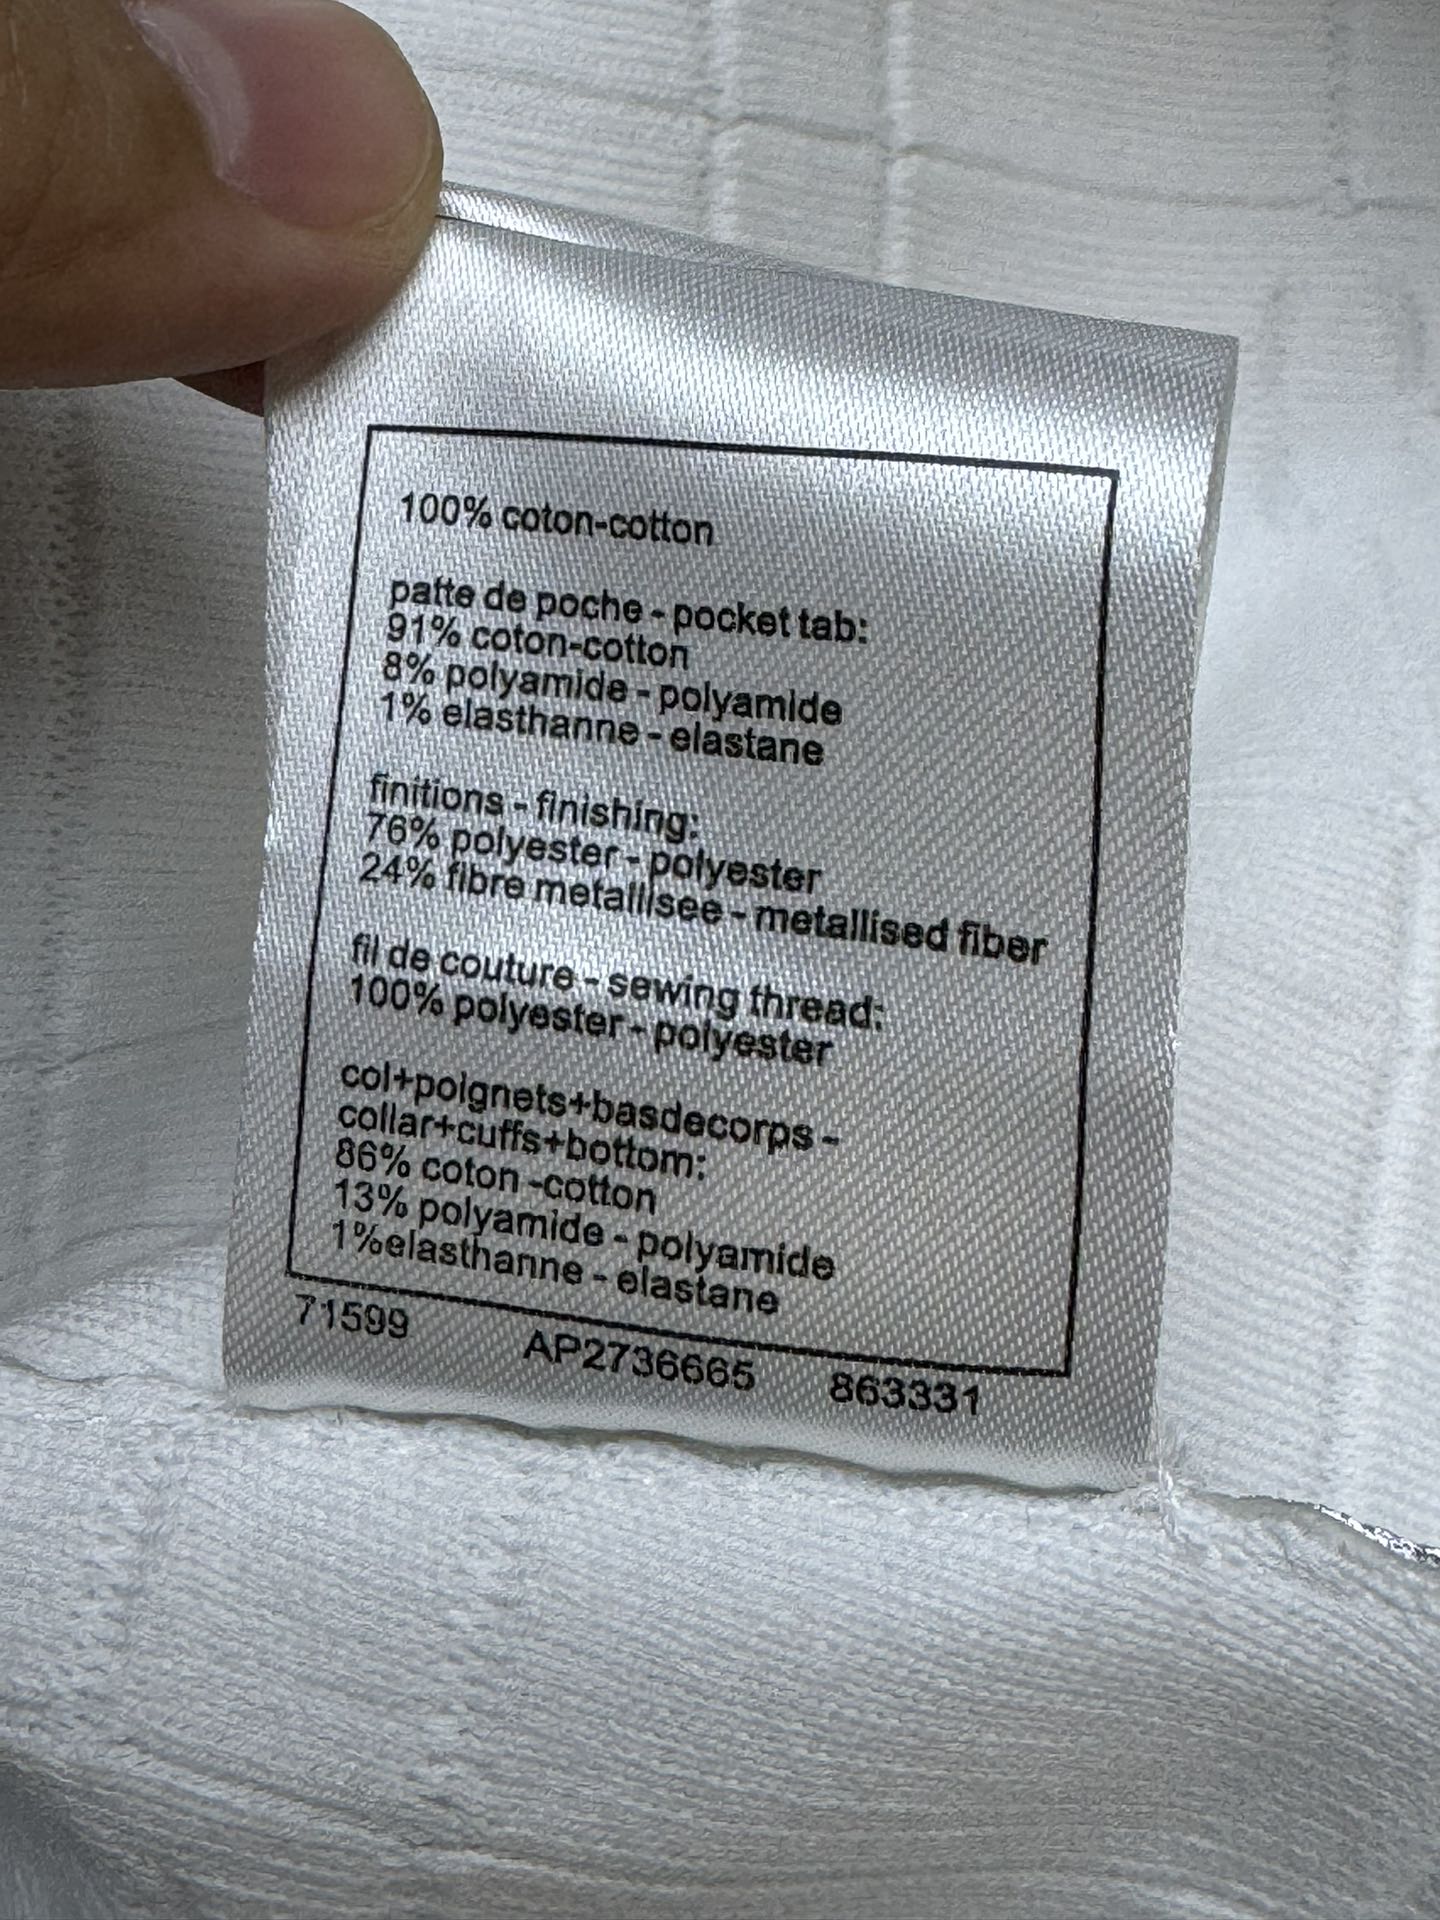 100% coton-cotton
patte de poche - pocket tab:
91% coton-cotton
8% polyamide - polyamide
1% elasthanne - elastane
finitions - finishing:
76% polyester - polyester
24% fibre metallisee - metallised fiber
fil de couture - sewing thread:
100% polyester - polyester
col+poignets+basdecorps -
collar+cuffs+bottom:
86% coton -cotton
13% polyamide - polyamide
1%elasthanne - elastane
71599 AP2736665 863331